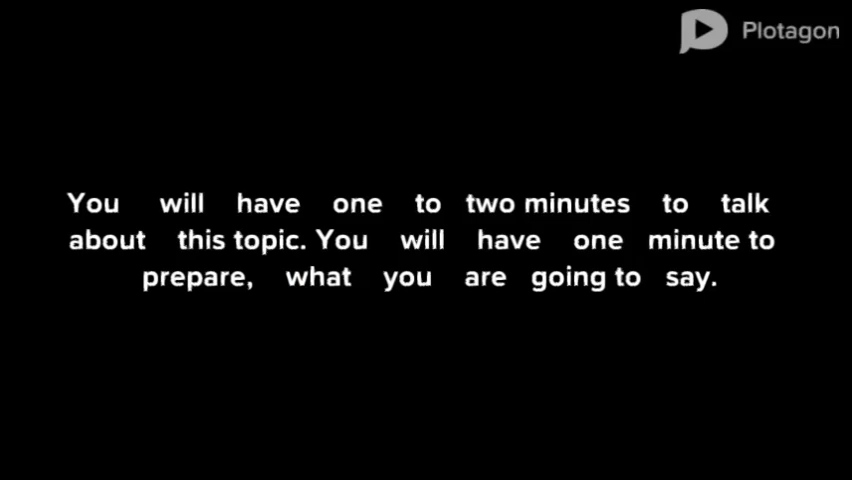 Plotagon
You will have one to two minutes to talk
about this topic. You will have one minute to
prepare, what you are going to say.